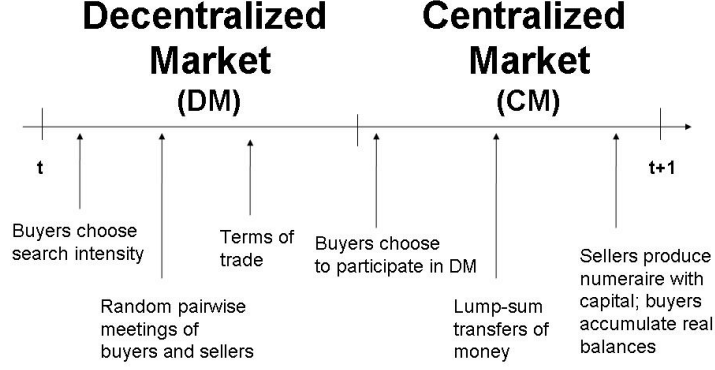 Decentralized
Market
(DM)
Centralized
Market
(CM)
t
t+1
Buyers choose
search intensity
Random pairwise
meetings of
buyers and sellers
Terms of
trade
Buyers choose
to participate in DM
Lump-sum
transfers of
money
Sellers produce
numeraire with
capital; buyers
accumulate real
balances